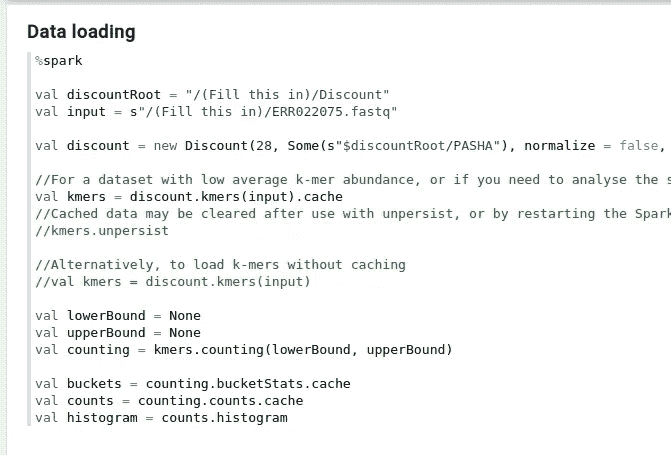 Data loading
%spark
val discountRoot = "/(Fill this in)/Discount"
val input = s"/(Fill this in)/ERR022075.fastq"
val discount = new Discount(28, Some(s"$discountRoot/PASHA"), normalize = false,
//For a dataset with low average k-mer abundance, or if you need to analyse the
val kmers = discount.kmers(input).cache
//Cached data may be cleared after use with unpersist, or by restarting the Spark
//kmers.unpersist
//Alternatively, to load k-mers without caching
//val kmers = discount.kmers(input)
val lowerBound = None
val upperBound = None
val counting = kmers.counting(lowerBound, upperBound)
val buckets = counting.bucketStats.cache
val counts = counting.counts.cache
val histogram = counts.histogram